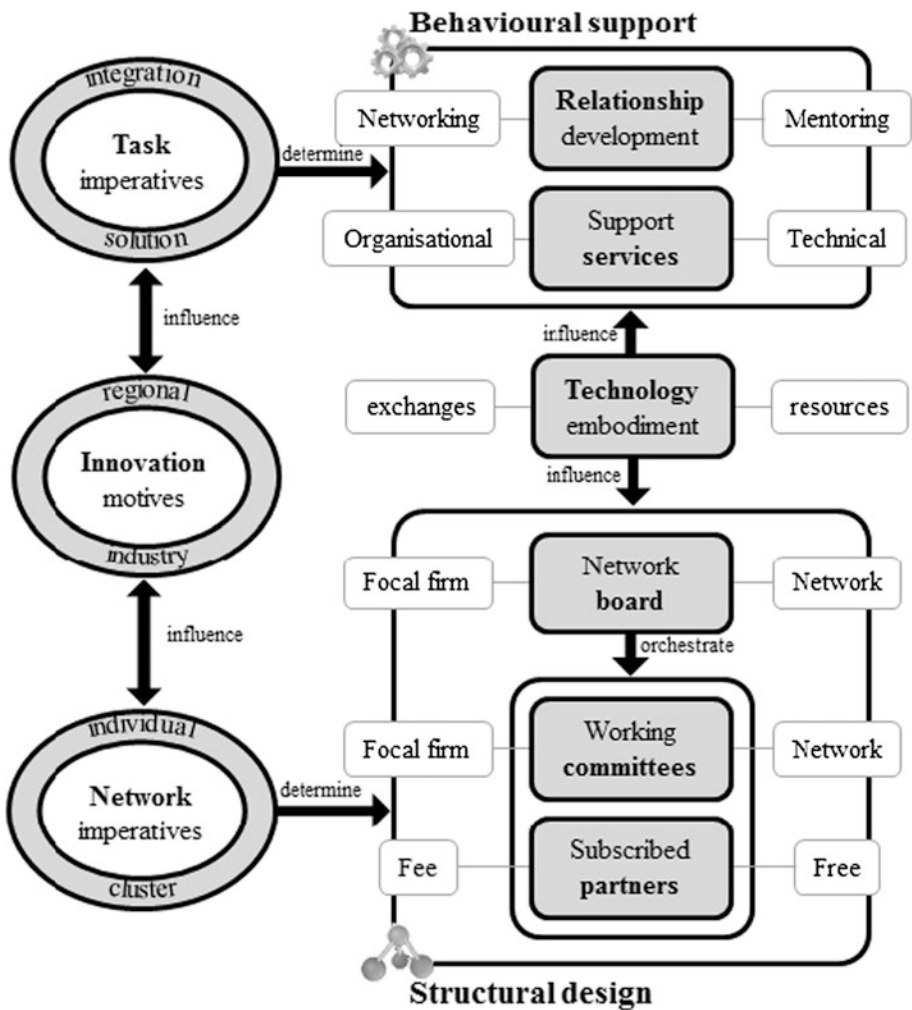 Behavioural support
integration
Task
imperatives
solution
determine
Networking
Relationship
development
Mentoring
Organisational
Support
services
Technical
influence
influence
regional
Innovation
motives
industry
exchanges
Technology
embodiment
resources
influence
influence
Focal firm
Network
board
Network
orchestrate
individual
Network
imperatives
cluster
determine
Focal firm
Working
committees
Network
Fee
Subscribed
partners
Free
Structural design